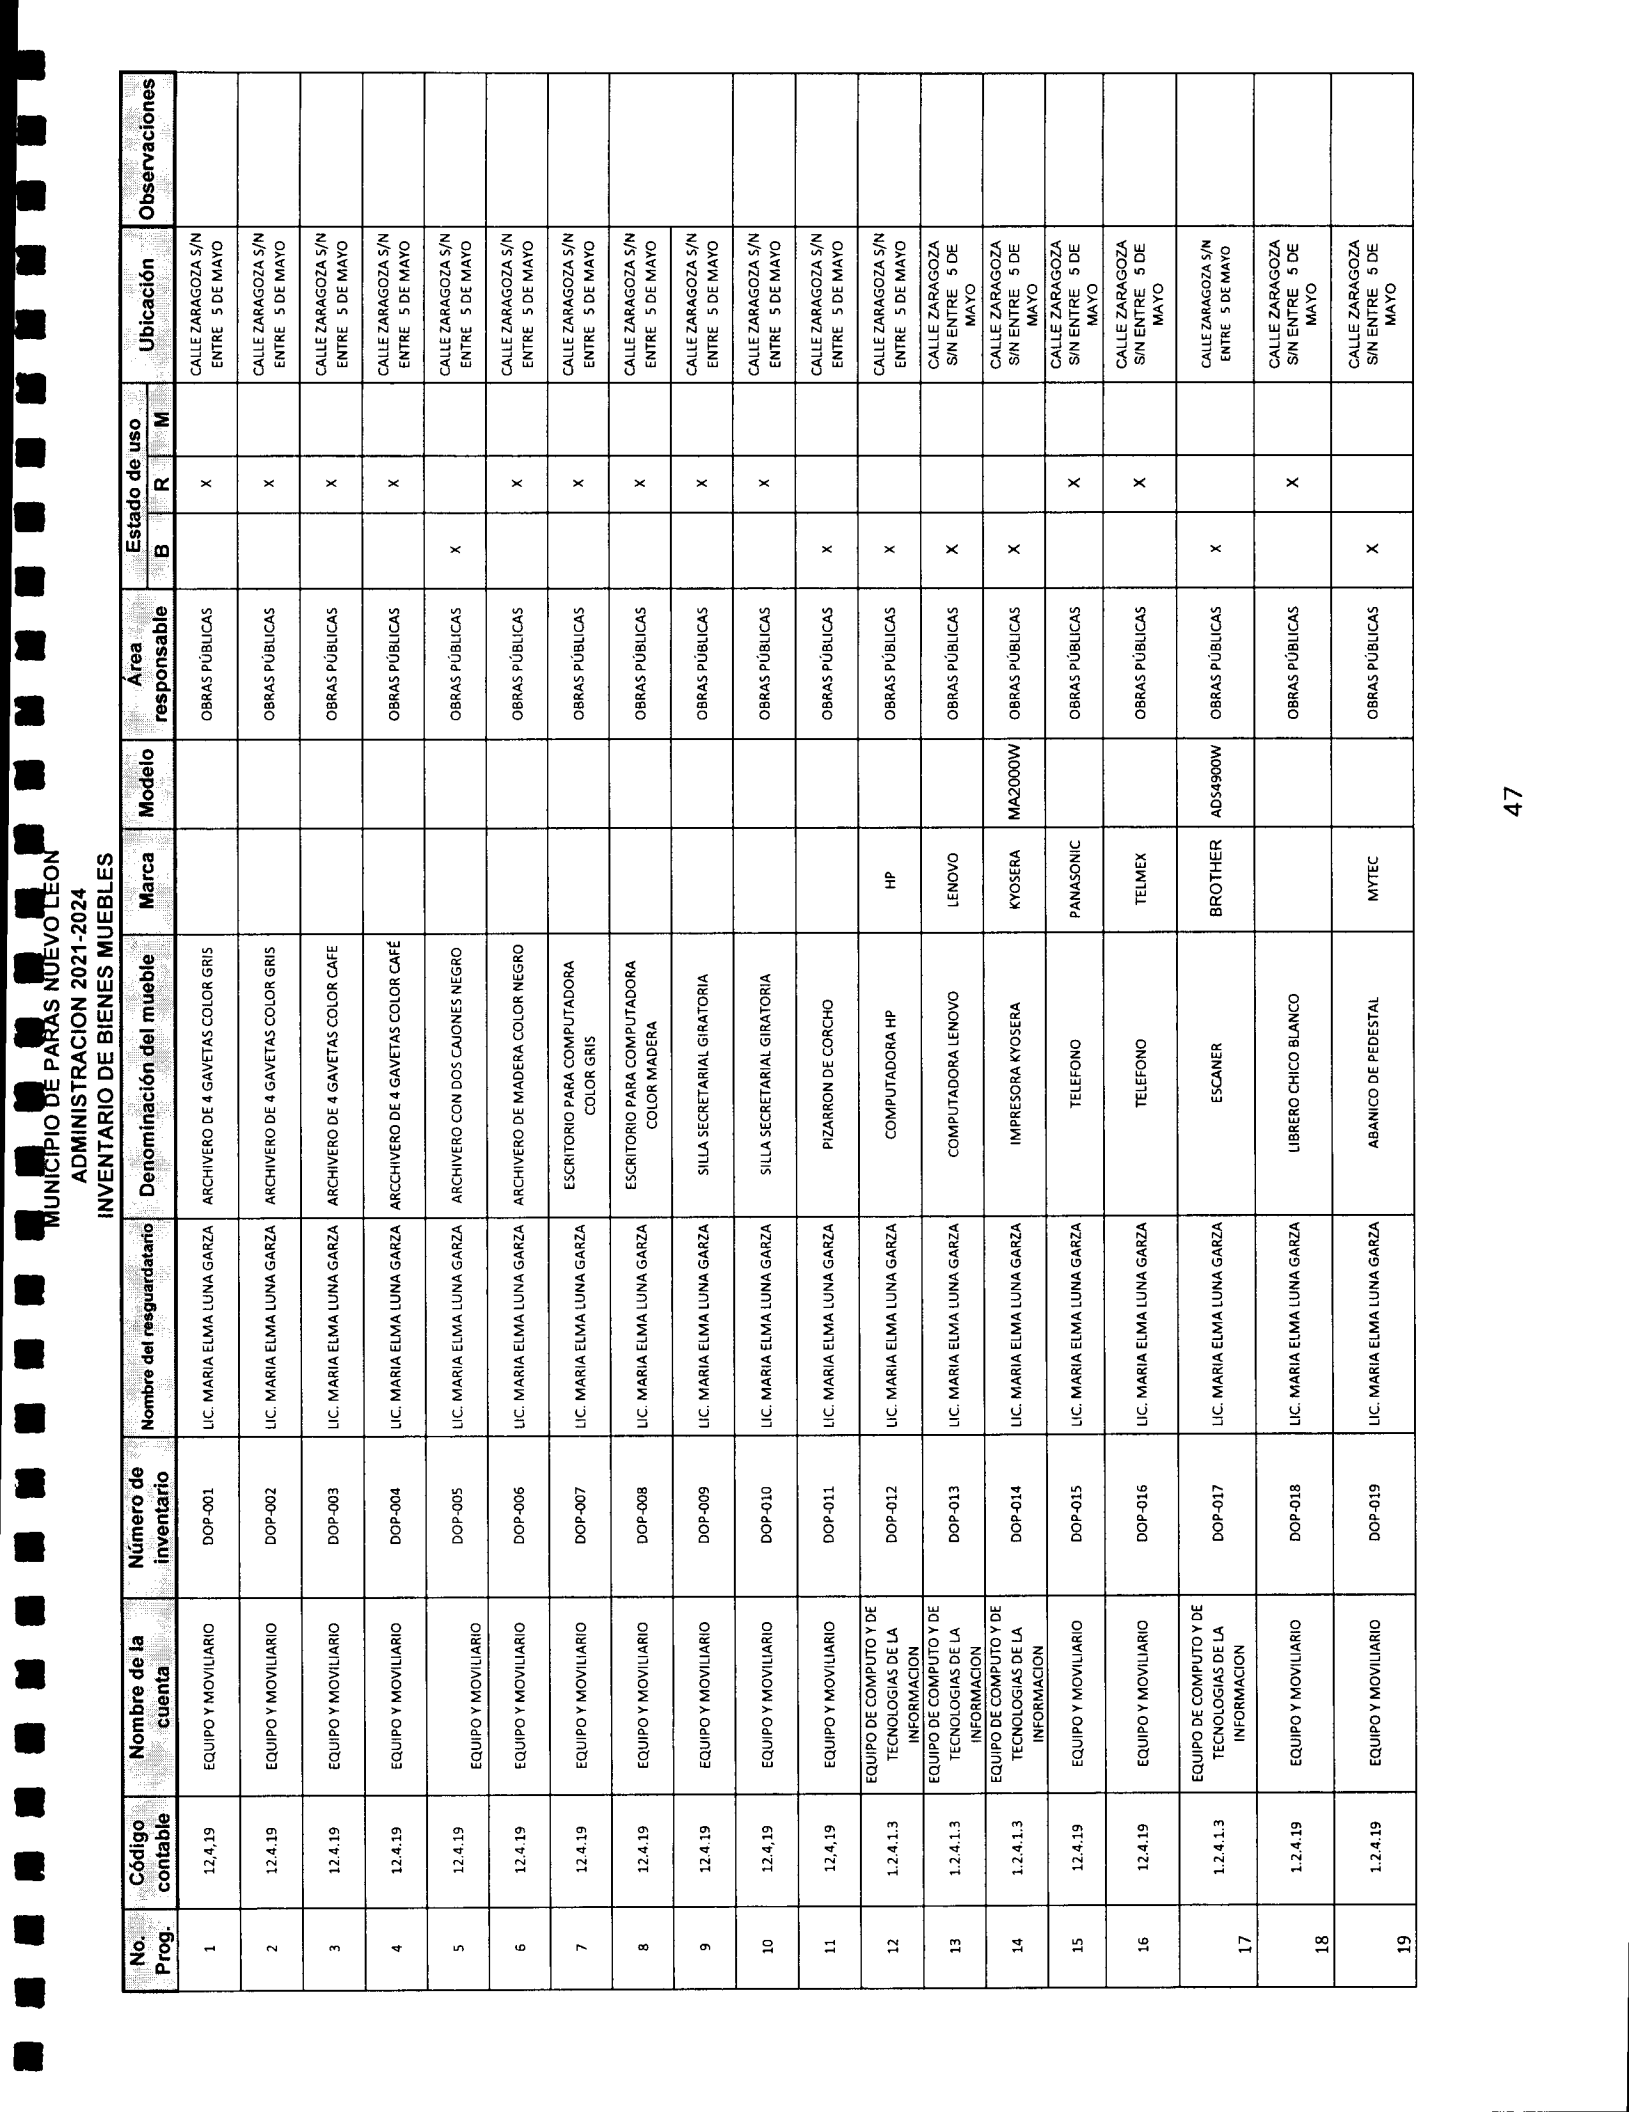 MUNICIPIO DE PARAS NUEVO LEON
ADMINISTRACION 2021-2024
INVENTARIO DE BIENES MUEBLES
No. Prog. | Código contable | Nombre de la cuenta | Número de inventario | Nombre del resguardatario | Denominación del mueble | Marca | Modelo | Área responsable | Estado de uso B R M | Ubicación | Observaciones
1 | 12,4,19 | EQUIPO Y MOVILIARIO | DOP-001 | LIC. MARIA ELMA LUNA GARZA | ARCHIVERO DE 4 GAVETAS COLOR GRIS | | | OBRAS PÚBLICAS | | X | | CALLE ZARAGOZA S/N ENTRE 5 DE MAYO |
2 | 12.4.19 | EQUIPO Y MOVILIARIO | DOP-002 | LIC. MARIA ELMA LUNA GARZA | ARCHIVERO DE 4 GAVETAS COLOR GRIS | | | OBRAS PÚBLICAS | | X | | CALLE ZARAGOZA S/N ENTRE 5 DE MAYO |
3 | 12.4.19 | EQUIPO Y MOVILIARIO | DOP-003 | LIC. MARIA ELMA LUNA GARZA | ARCHIVERO DE 4 GAVETAS COLOR CAFE | | | OBRAS PÚBLICAS | | X | | CALLE ZARAGOZA S/N ENTRE 5 DE MAYO |
4 | 12.4.19 | EQUIPO Y MOVILIARIO | DOP-004 | LIC. MARIA ELMA LUNA GARZA | ARCCHIVERO DE 4 GAVETAS COLOR CAFÉ | | | OBRAS PÚBLICAS | | X | | CALLE ZARAGOZA S/N ENTRE 5 DE MAYO |
5 | 12.4.19 | EQUIPO Y MOVILIARIO | DOP-005 | LIC. MARIA ELMA LUNA GARZA | ARCHIVERO CON DOS CAJONES NEGRO | | | OBRAS PÚBLICAS | X | | | CALLE ZARAGOZA S/N ENTRE 5 DE MAYO |
6 | 12.4.19 | EQUIPO Y MOVILIARIO | DOP-006 | LIC. MARIA ELMA LUNA GARZA | ARCHIVERO DE MADERA COLOR NEGRO | | | OBRAS PÚBLICAS | | X | | CALLE ZARAGOZA S/N ENTRE 5 DE MAYO |
7 | 12.4.19 | EQUIPO Y MOVILIARIO | DOP-007 | LIC. MARIA ELMA LUNA GARZA | ESCRITORIO PARA COMPUTADORA COLOR GRIS | | | OBRAS PÚBLICAS | | X | | CALLE ZARAGOZA S/N ENTRE 5 DE MAYO |
8 | 12.4.19 | EQUIPO Y MOVILIARIO | DOP-008 | LIC. MARIA ELMA LUNA GARZA | ESCRITORIO PARA COMPUTADORA COLOR MADERA | | | OBRAS PÚBLICAS | | X | | CALLE ZARAGOZA S/N ENTRE 5 DE MAYO |
9 | 12.4.19 | EQUIPO Y MOVILIARIO | DOP-009 | LIC. MARIA ELMA LUNA GARZA | SILLA SECRETARIAL GIRATORIA | | | OBRAS PÚBLICAS | | X | | CALLE ZARAGOZA S/N ENTRE 5 DE MAYO |
10 | 12.4,19 | EQUIPO Y MOVILIARIO | DOP-010 | LIC. MARIA ELMA LUNA GARZA | SILLA SECRETARIAL GIRATORIA | | | OBRAS PÚBLICAS | | X | | CALLE ZARAGOZA S/N ENTRE 5 DE MAYO |
11 | 12,4,19 | EQUIPO Y MOVILIARIO | DOP-011 | LIC. MARIA ELMA LUNA GARZA | PIZARRON DE CORCHO | | | OBRAS PÚBLICAS | X | | | CALLE ZARAGOZA S/N ENTRE 5 DE MAYO |
12 | 1.2.4.1.3 | EQUIPO DE COMPUTO Y DE TECNOLOGIAS DE LA INFORMACION | DOP-012 | LIC. MARIA ELMA LUNA GARZA | COMPUTADORA HP | HP | | OBRAS PÚBLICAS | X | | | CALLE ZARAGOZA S/N ENTRE 5 DE MAYO |
13 | 1.2.4.1.3 | EQUIPO DE COMPUTO Y DE TECNOLOGIAS DE LA INFORMACION | DOP-013 | LIC. MARIA ELMA LUNA GARZA | COMPUTADORA LENOVO | LENOVO | | OBRAS PÚBLICAS | X | | | CALLE ZARAGOZA S/N ENTRE 5 DE MAYO |
14 | 1.2.4.1.3 | EQUIPO DE COMPUTO Y DE TECNOLOGIAS DE LA INFORMACION | DOP-014 | LIC. MARIA ELMA LUNA GARZA | IMPRESORA KYOSERA | KYOSERA | MA2000W | OBRAS PÚBLICAS | X | | | CALLE ZARAGOZA S/N ENTRE 5 DE MAYO |
15 | 12.4.19 | EQUIPO Y MOVILIARIO | DOP-015 | LIC. MARIA ELMA LUNA GARZA | TELEFONO | PANASONIC | | OBRAS PÚBLICAS | | X | | CALLE ZARAGOZA S/N ENTRE 5 DE MAYO |
16 | 12.4.19 | EQUIPO Y MOVILIARIO | DOP-016 | LIC. MARIA ELMA LUNA GARZA | TELEFONO | TELMEX | | OBRAS PÚBLICAS | | X | | CALLE ZARAGOZA S/N ENTRE 5 DE MAYO |
17 | 1.2.4.1.3 | EQUIPO DE COMPUTO Y DE TECNOLOGIAS DE LA INFORMACION | DOP-017 | LIC. MARIA ELMA LUNA GARZA | ESCANER | BROTHER | ADS4900W | OBRAS PÚBLICAS | X | | | CALLE ZARAGOZA S/N ENTRE 5 DE MAYO |
18 | 1.2.4.19 | EQUIPO Y MOVILIARIO | DOP-018 | LIC. MARIA ELMA LUNA GARZA | LIBRERO CHICO BLANCO | | | OBRAS PÚBLICAS | | X | | CALLE ZARAGOZA S/N ENTRE 5 DE MAYO |
19 | 1.2.4.19 | EQUIPO Y MOVILIARIO | DOP-019 | LIC. MARIA ELMA LUNA GARZA | ABANICO DE PEDESTAL | MYTEC | | OBRAS PÚBLICAS | X | | | CALLE ZARAGOZA S/N ENTRE 5 DE MAYO |
47